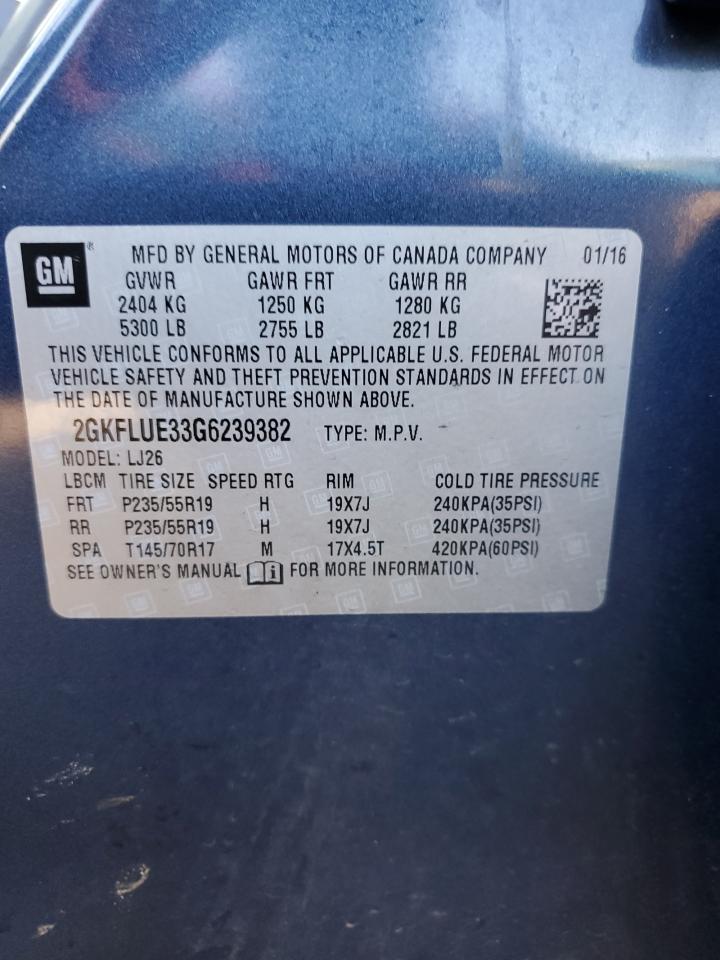 GM ® MFD BY GENERAL MOTORS OF CANADA COMPANY 01/16
GVWR GAWR FRT GAWR RR
2404 KG 1250 KG 1280 KG
5300 LB 2755 LB 2821 LB
THIS VEHICLE CONFORMS TO ALL APPLICABLE U.S. FEDERAL MOTOR
VEHICLE SAFETY AND THEFT PREVENTION STANDARDS IN EFFECT ON
THE DATE OF MANUFACTURE SHOWN ABOVE.
2GKFLUE33G6239382 TYPE: M.P.V.
MODEL: LJ26
LBCM TIRE SIZE SPEED RTG RIM COLD TIRE PRESSURE
FRT P235/55R19 H 19X7J 240KPA(35PSI)
RR P235/55R19 H 19X7J 240KPA(35PSI)
SPA T145/70R17 M 17X4.5T 420KPA(60PSI)
SEE OWNER'S MANUAL i FOR MORE INFORMATION.